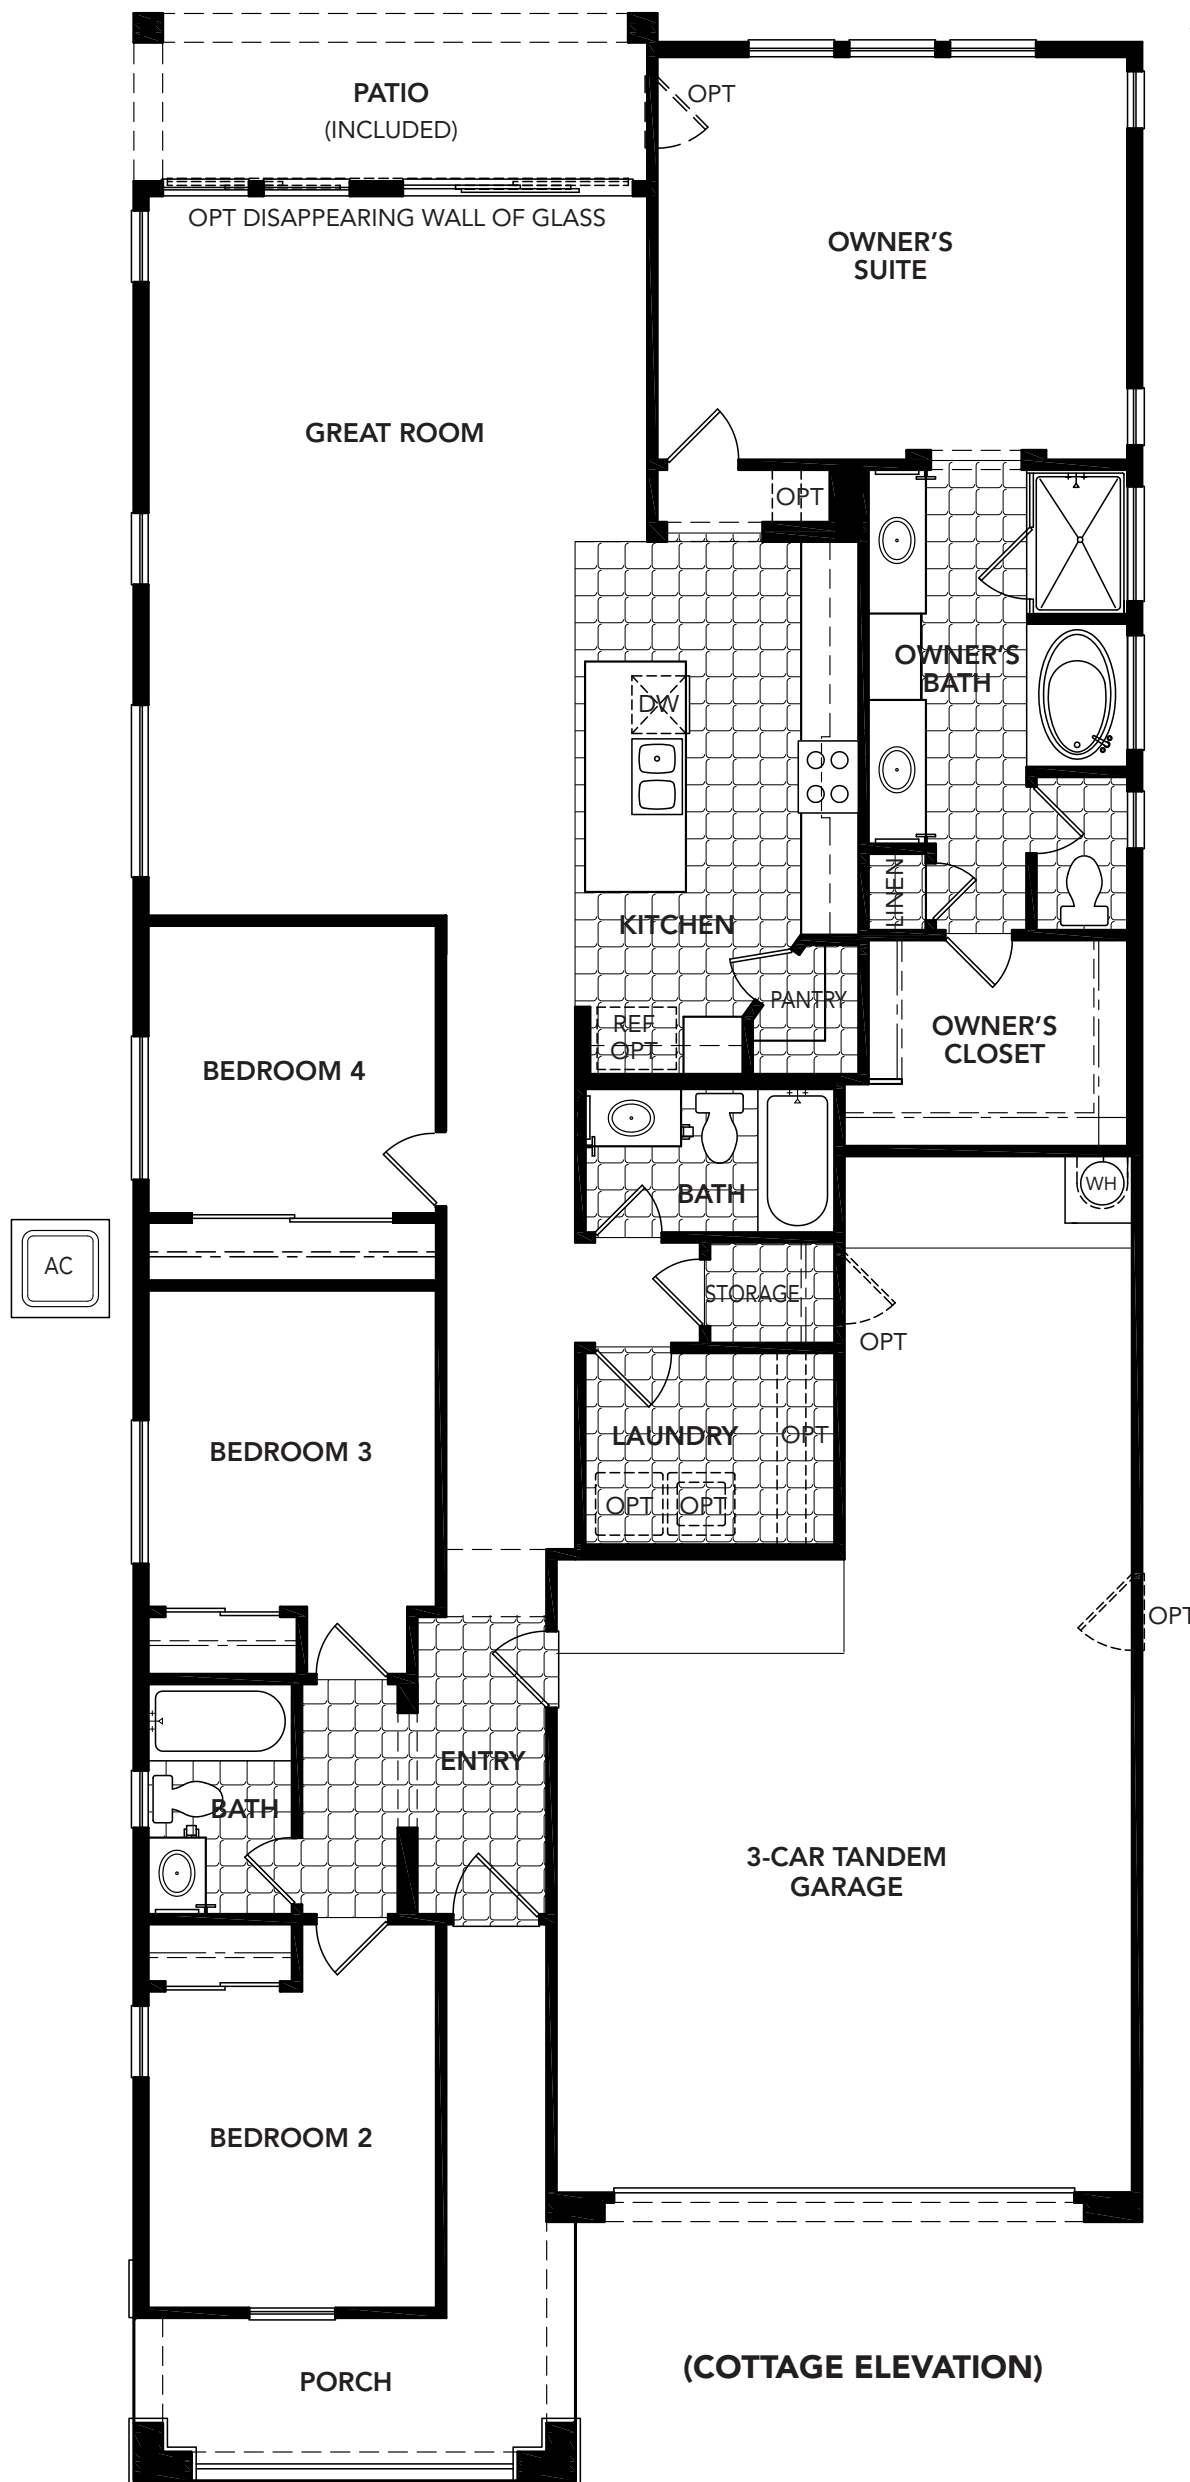 PATIO
(INCLUDED)
OPT
OPT DISAPPEARING WALL OF GLASS
OWNER'S
SUITE
GREAT ROOM
OPT
OWNER'S
BATH
DW
LINEN
KITCHEN
PANTRY
REF
OPT
OWNER'S
CLOSET
BEDROOM 4
BATH
WH
AC
STORAGE
OPT
BEDROOM 3
LAUNDRY
OPT
OPT
OPT
OPT
ENTRY
BATH
3-CAR TANDEM
GARAGE
BEDROOM 2
PORCH
(COTTAGE ELEVATION)